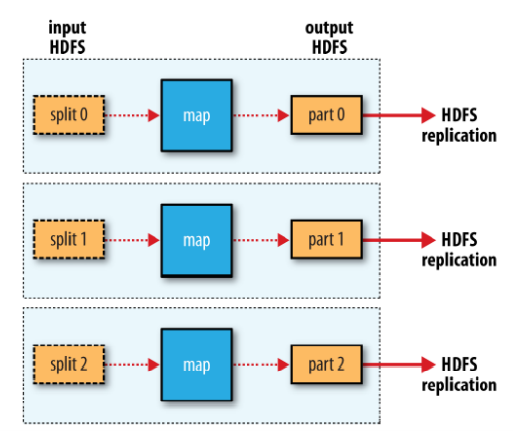 input
HDFS
output
HDFS
split 0
map
part 0
HDFS
replication
split 1
map
part 1
HDFS
replication
split 2
map
part 2
HDFS
replication